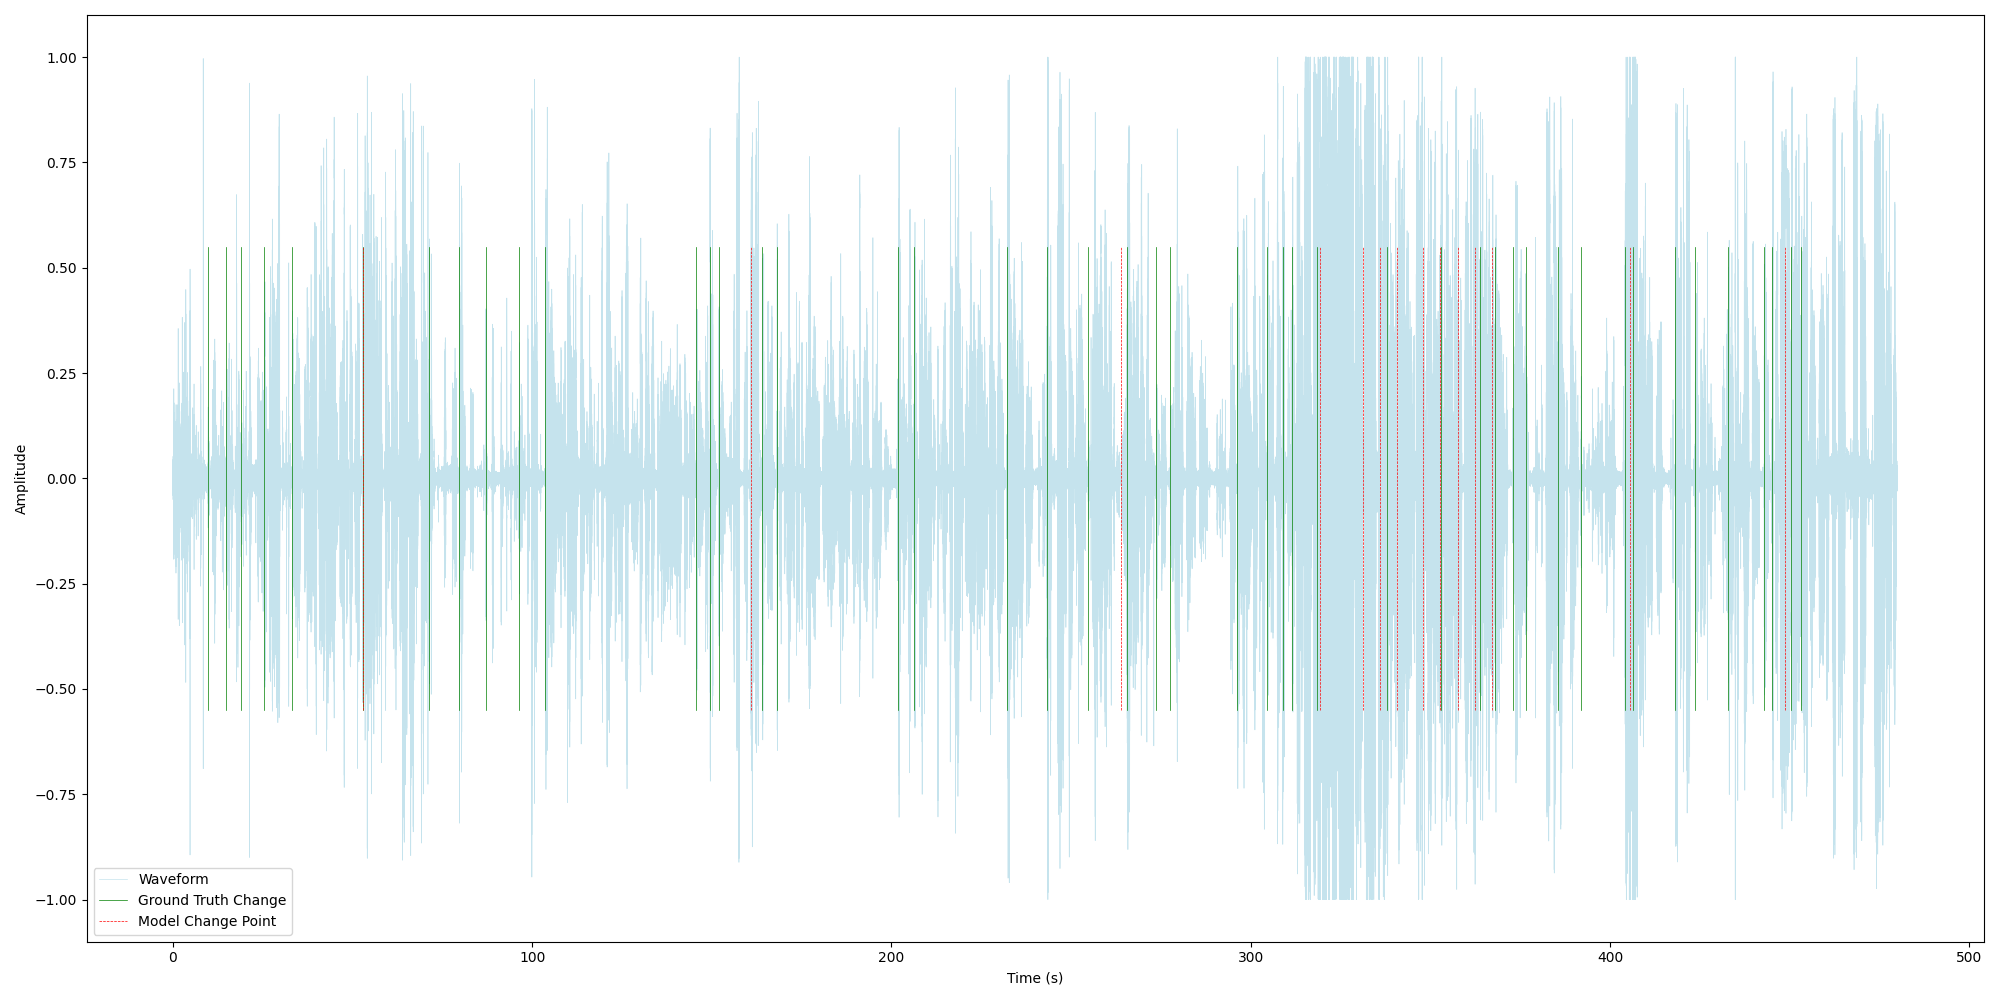 1.00
0.75
0.50
0.25
0.00
−0.25
−0.50
−0.75
−1.00
Amplitude
Waveform
Ground Truth Change
Model Change Point
0 100 200 300 400 500
Time (s)